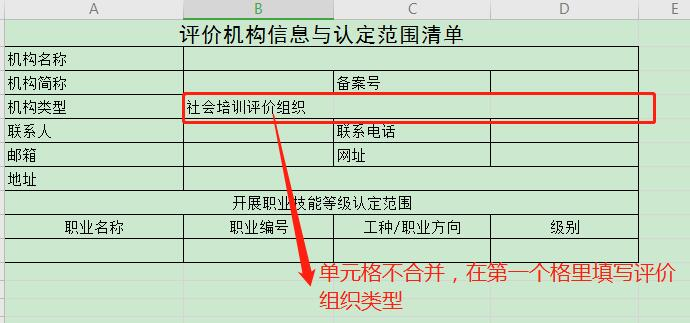 A B C D E
评价机构信息与认定范围清单
机构名称
机构简称 备案号
机构类型 社会培训评价组织
联系人 联系电话
邮箱 网址
地址
开展职业技能等级认定范围
职业名称 职业编号 工种/职业方向 级别
单元格不合并，在第一个格里填写评价
组织类型